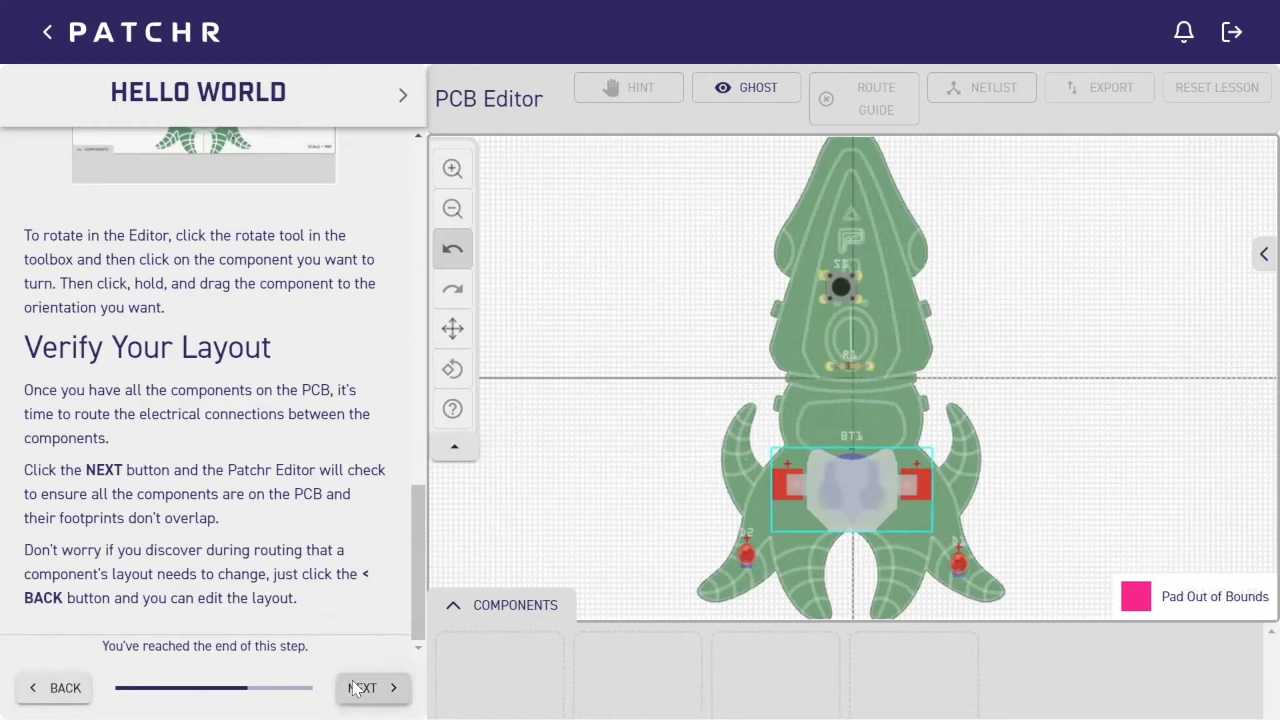 PATCHR
HELLO WORLD
To rotate in the Editor, click the rotate tool in the
toolbox and then click on the component you want to
turn. Then click, hold, and drag the component to the
orientation you want.
Verify Your Layout
Once you have all the components on the PCB, it's
time to route the electrical connections between the
components.
Click the NEXT button and the Patchr Editor will check
to ensure all the components are on the PCB and
their footprints don't overlap.
Don't worry if you discover during routing that a
component's layout needs to change, just click the <
BACK button and you can edit the layout.
You've reached the end of this step.
BACK
NEXT
PCB Editor
HINT
GHOST
ROUTE
GUIDE
NETLIST
EXPORT
RESET LESSON
S1
R1
BT1
D2
COMPONENTS
Pad Out of Bounds